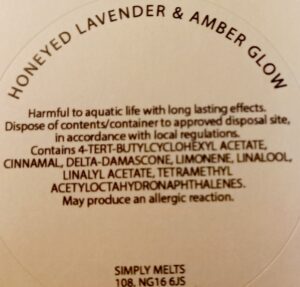 HONEYED LAVENDER & AMBER GLOW
Harmful to aquatic life with long lasting effects.
Dispose of contents/container to approved disposal site,
in accordance with local regulations.
Contains 4-TERT-BUTYLCYCLOHEXYL ACETATE,
CINNAMAL, DELTA-DAMASCONE, LIMONENE, LINALOOL,
LINALYL ACETATE, TETRAMETHYL
ACETYLOCTAHYDRONAPHTHALENES.
May produce an allergic reaction.
SIMPLY MELTS
108, NG16 6JS